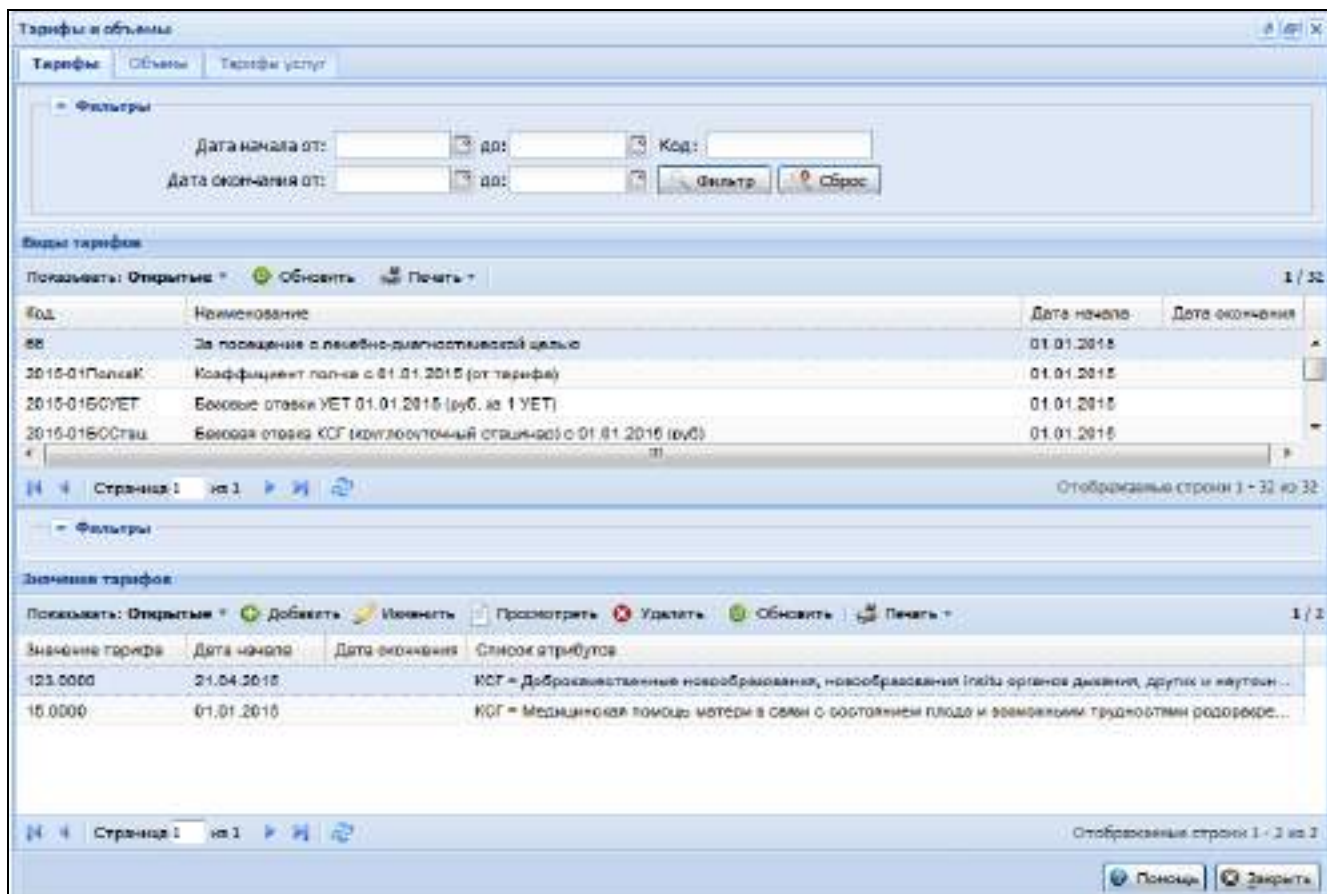 Тарифы и объемы
Тарифы Объемы Тарифы услуг
Фильтры
Дата начала от: до: Код:
Дата окончания от: до: Фильтр Сброс
Виды тарифов
Показывать: Открытые Обновить Печать 1 / 32
Код Наименование Дата начала Дата окончания
За посещение с лечебно-диагностической целью 01.01.2015
Коэффициент пол-ка с 01.01.2015 (от тарифа) 01.01.2015
2015-01БСУЕТ Базовые ставки УЕТ 01.01.2015 (руб. за 1 УЕТ) 01.01.2015
2015-01БССтац Базовая ставка КСГ (круглосуточный стационар) с 01.01.2015 (руб) 01.01.2015
Страница 1 из 1 Отображаемые строки 1 - 32 из 32
Фильтры
Значения тарифов
Показывать: Открытые Добавить Изменить Просмотреть Удалить Обновить Печать 1 / 2
Значение тарифа Дата начала Дата окончания Список атрибутов
123.0000 21.04.2015 КСГ = Доброкачественные новообразования, новообразования insitu органов дыхания, других и неуточн...
15.0000 01.01.2015 КСГ = Медицинская помощь матери в связи с состоянием плода и возможными трудностями родоразре...
Страница 1 из 1 Отображаемые строки 1 - 2 из 2
Помощь Закрыть